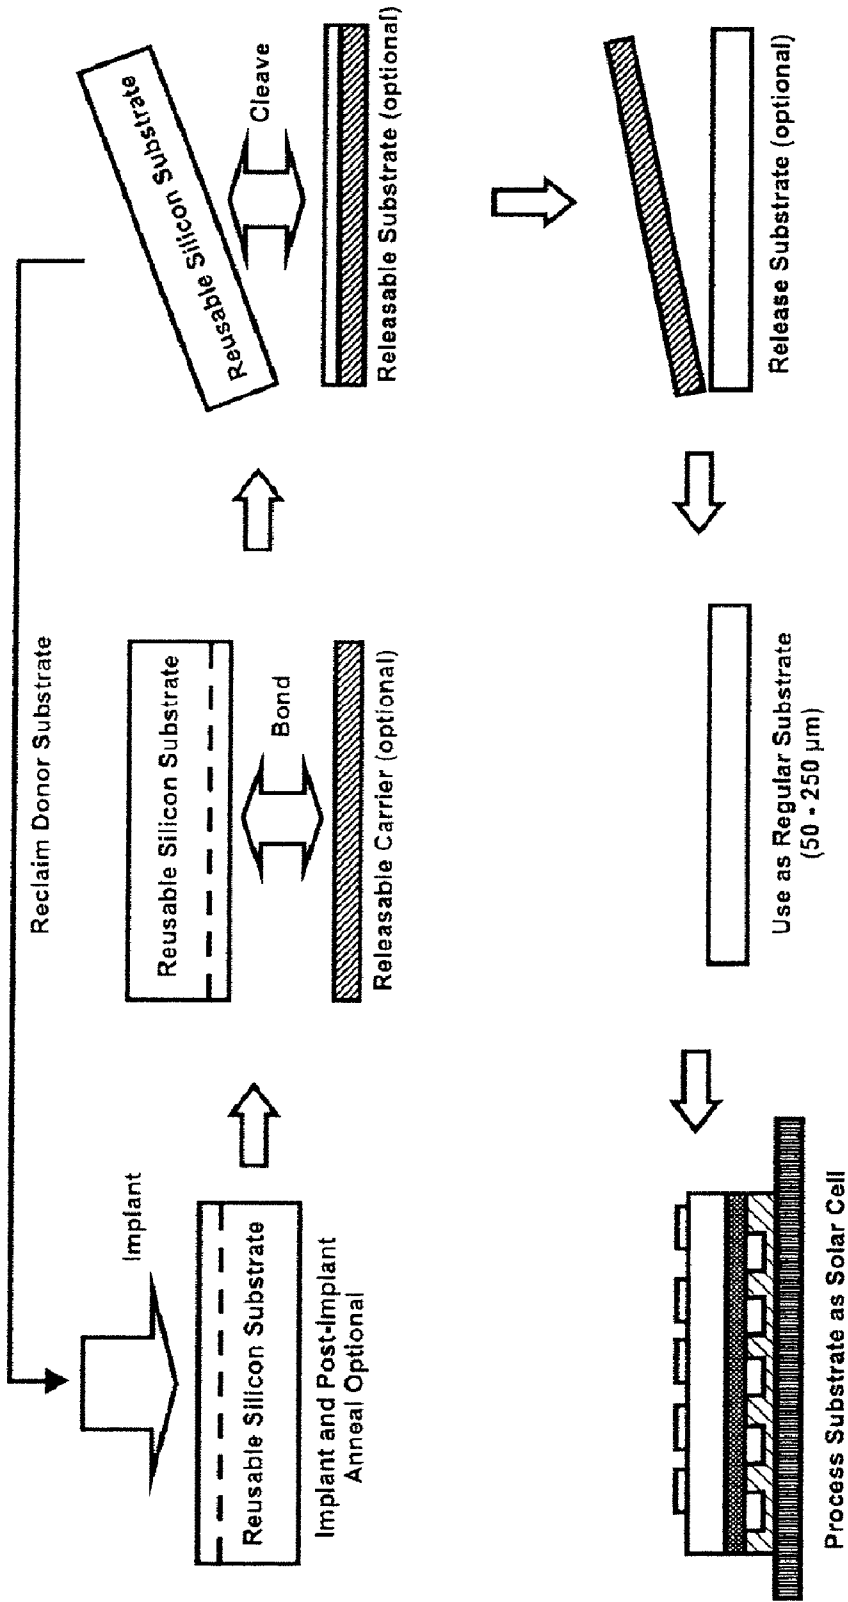 Reclaim Donor Substrate
Implant
Reusable Silicon Substrate
Implant and Post-Implant
Anneal Optional
Reusable Silicon Substrate
Bond
Releasable Carrier (optional)
Reusable Silicon Substrate
Cleave
Releasable Substrate (optional)
Release Substrate (optional)
Use as Regular Substrate
(50 - 250 µm)
Process Substrate as Solar Cell